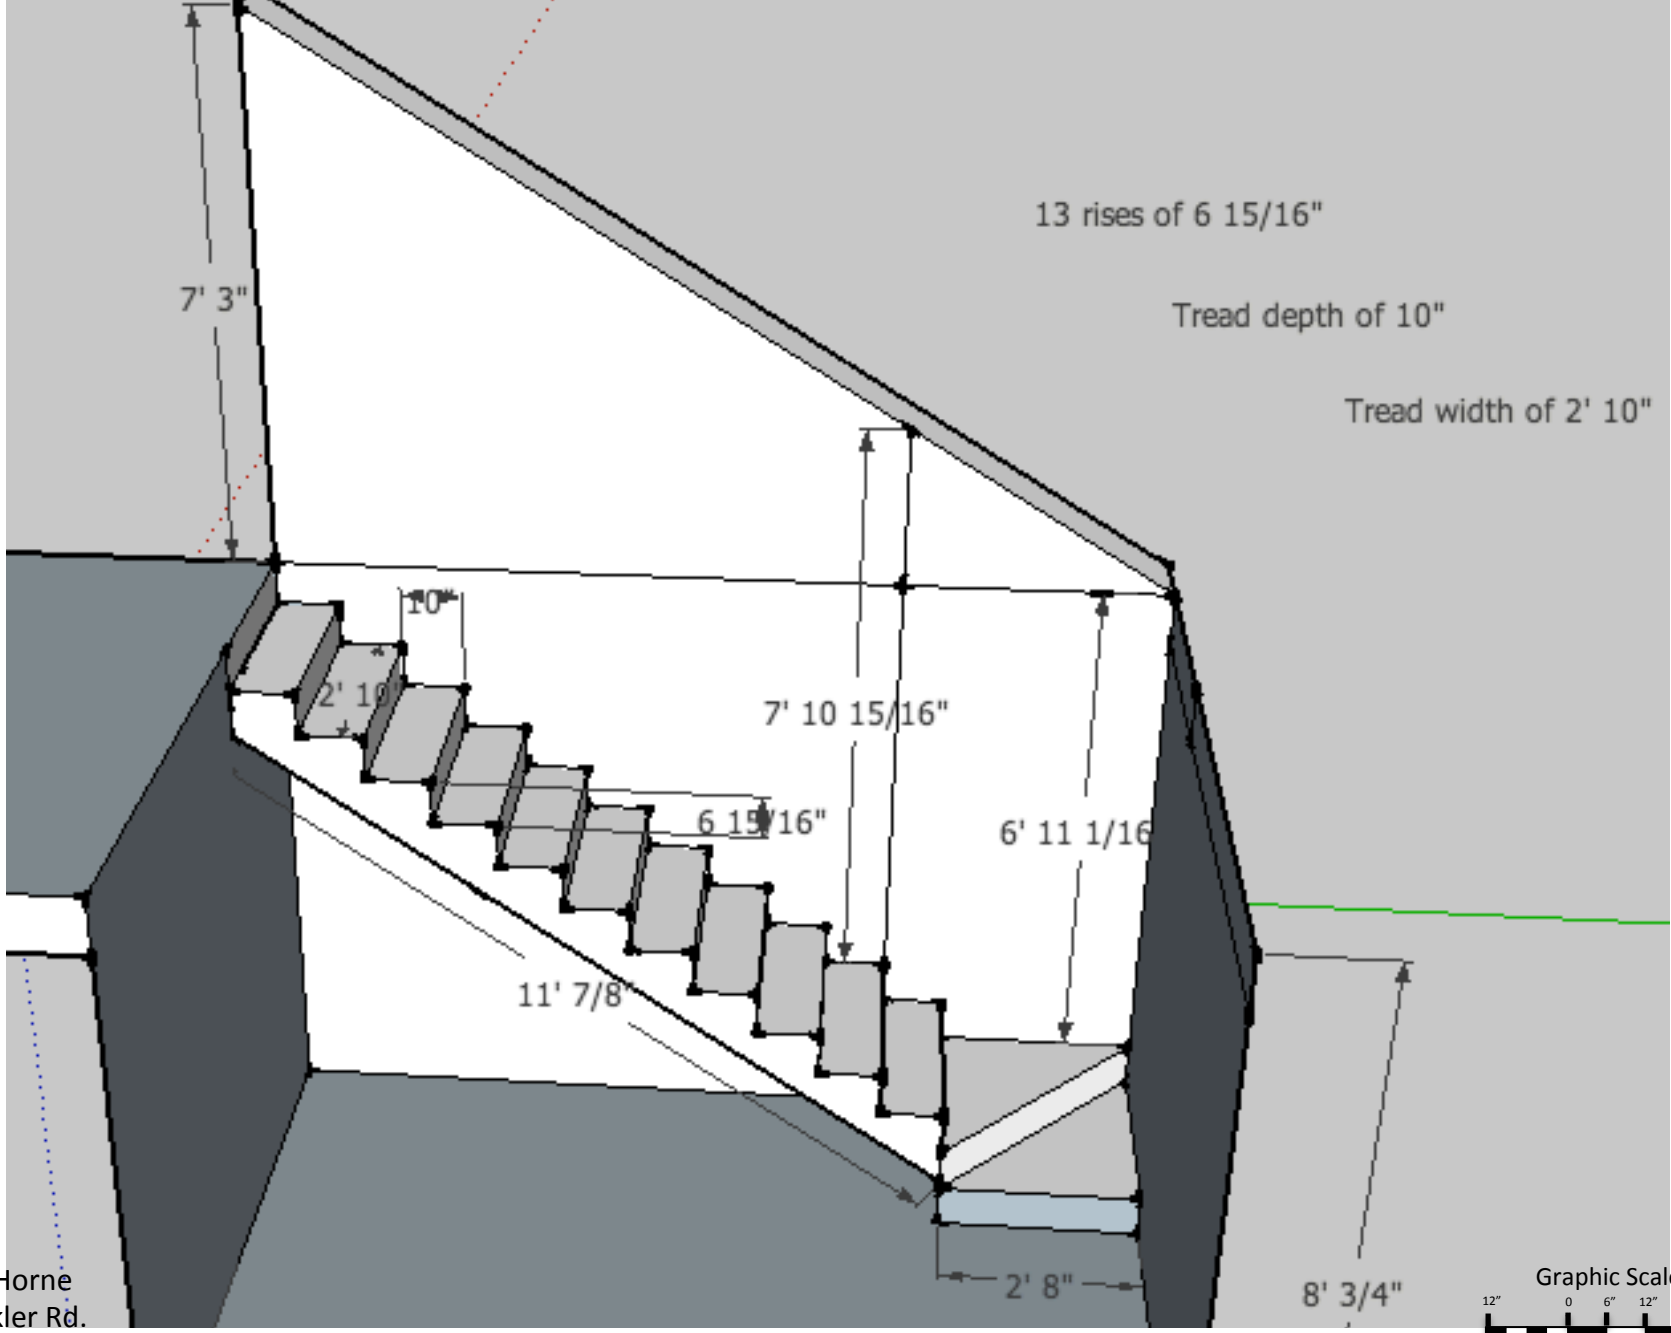 13 rises of 6 15/16"
7' 3"
Tread depth of 10"
Tread width of 2' 10"
10"
2' 10"
7' 10 15/16"
6 15/16"
6' 11 1/16
11' 7/8"
2' 8"
8' 3/4"
Horne
kler Rd.
Graphic Scale
12" 0 6" 12"